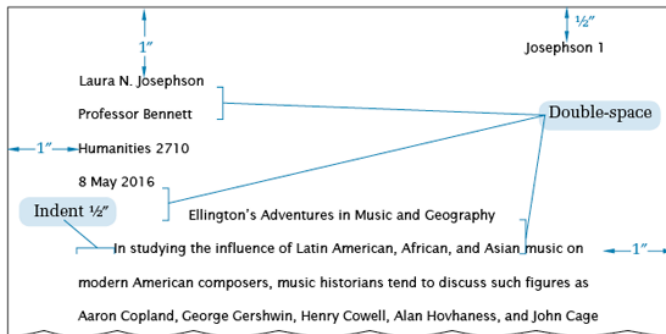 ½″
1″
Josephson 1
Laura N. Josephson
Professor Bennett
Double-space
1″
Humanities 2710
8 May 2016
Indent ½″
Ellington's Adventures in Music and Geography
In studying the influence of Latin American, African, and Asian music on
1″
modern American composers, music historians tend to discuss such figures as
Aaron Copland, George Gershwin, Henry Cowell, Alan Hovhaness, and John Cage